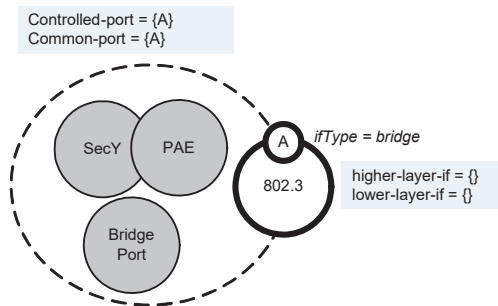 Controlled-port = {A}
Common-port = {A}
SecY
PAE
A
ifType = bridge
802.3
higher-layer-if = {}
lower-layer-if = {}
Bridge
Port